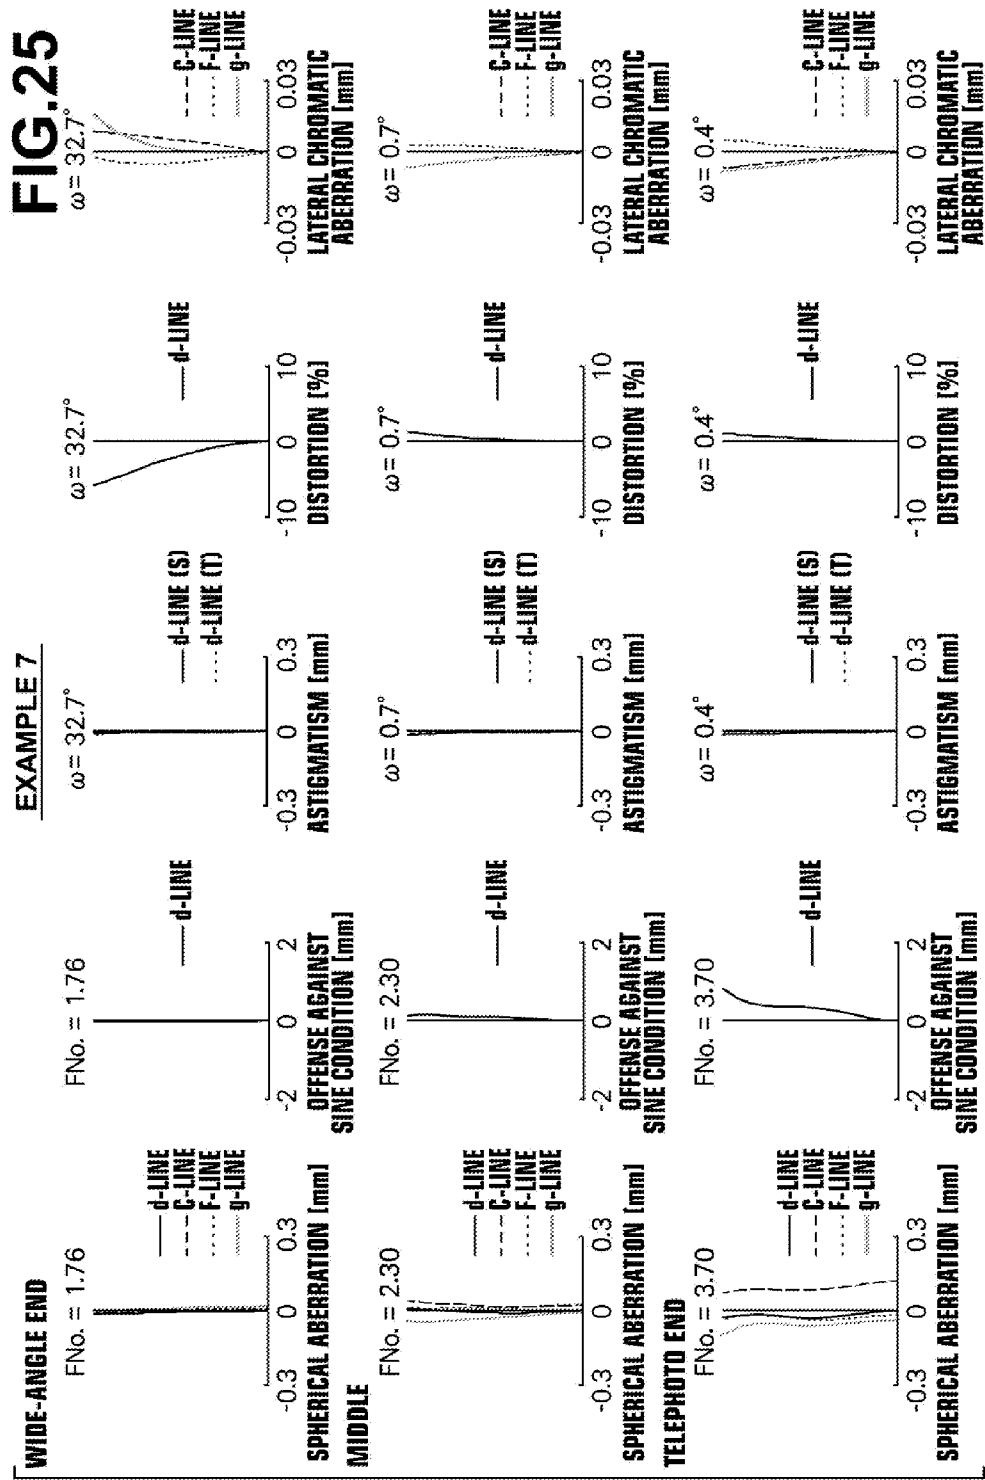 FIG.25
EXAMPLE 7
WIDE-ANGLE END
FNo. = 1.76
d-LINE
C-LINE
F-LINE
g-LINE
-0.3 0 0.3
SPHERICAL ABERRATION [mm]
FNo. = 1.76
d-LINE
-2 0 2
OFFENSE AGAINST
SINE CONDITION [mm]
ω= 32.7°
d-LINE (S)
d-LINE (T)
-0.3 0 0.3
ASTIGMATISM [mm]
ω= 32.7°
d-LINE
-10 0 10
DISTORTION [%]
ω= 32.7°
C-LINE
F-LINE
g-LINE
-0.03 0 0.03
LATERAL CHROMATIC
ABERRATION [mm]
MIDDLE
FNo. = 2.30
d-LINE
C-LINE
F-LINE
g-LINE
-0.3 0 0.3
SPHERICAL ABERRATION [mm]
FNo. = 2.30
d-LINE
-2 0 2
OFFENSE AGAINST
SINE CONDITION [mm]
ω= 0.7°
d-LINE (S)
d-LINE (T)
-0.3 0 0.3
ASTIGMATISM [mm]
ω= 0.7°
d-LINE
-10 0 10
DISTORTION [%]
ω= 0.7°
C-LINE
F-LINE
g-LINE
-0.03 0 0.03
LATERAL CHROMATIC
ABERRATION [mm]
TELEPHOTO END
FNo. = 3.70
d-LINE
C-LINE
F-LINE
g-LINE
-0.3 0 0.3
SPHERICAL ABERRATION [mm]
FNo. = 3.70
d-LINE
-2 0 2
OFFENSE AGAINST
SINE CONDITION [mm]
ω= 0.4°
d-LINE (S)
d-LINE (T)
-0.3 0 0.3
ASTIGMATISM [mm]
ω= 0.4°
d-LINE
-10 0 10
DISTORTION [%]
ω= 0.4°
C-LINE
F-LINE
g-LINE
-0.03 0 0.03
LATERAL CHROMATIC
ABERRATION [mm]